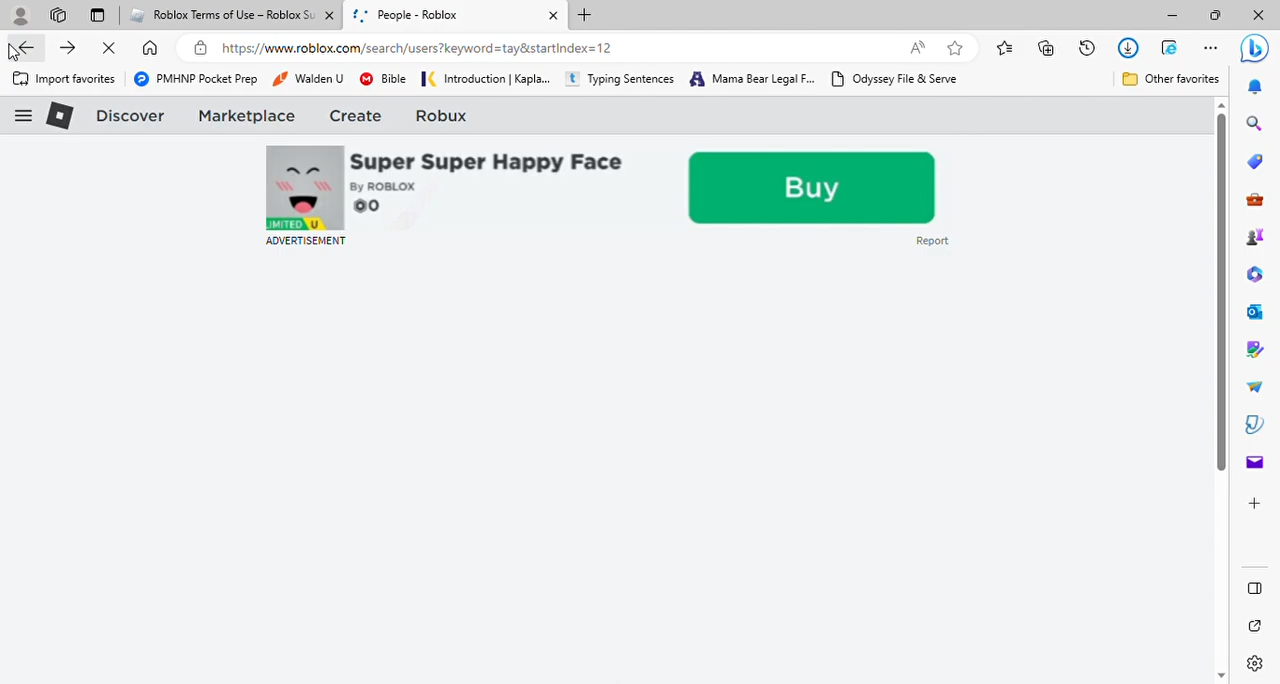 Roblox Terms of Use – Roblox Su
People - Roblox
https://www.roblox.com/search/users?keyword=tay&startIndex=12
Import favorites PMHNP Pocket Prep Walden U Bible Introduction | Kapla... Typing Sentences Mama Bear Legal F... Odyssey File & Serve Other favorites
Discover Marketplace Create Robux
Super Super Happy Face
By ROBLOX
0
LIMITED U
Buy
ADVERTISEMENT Report